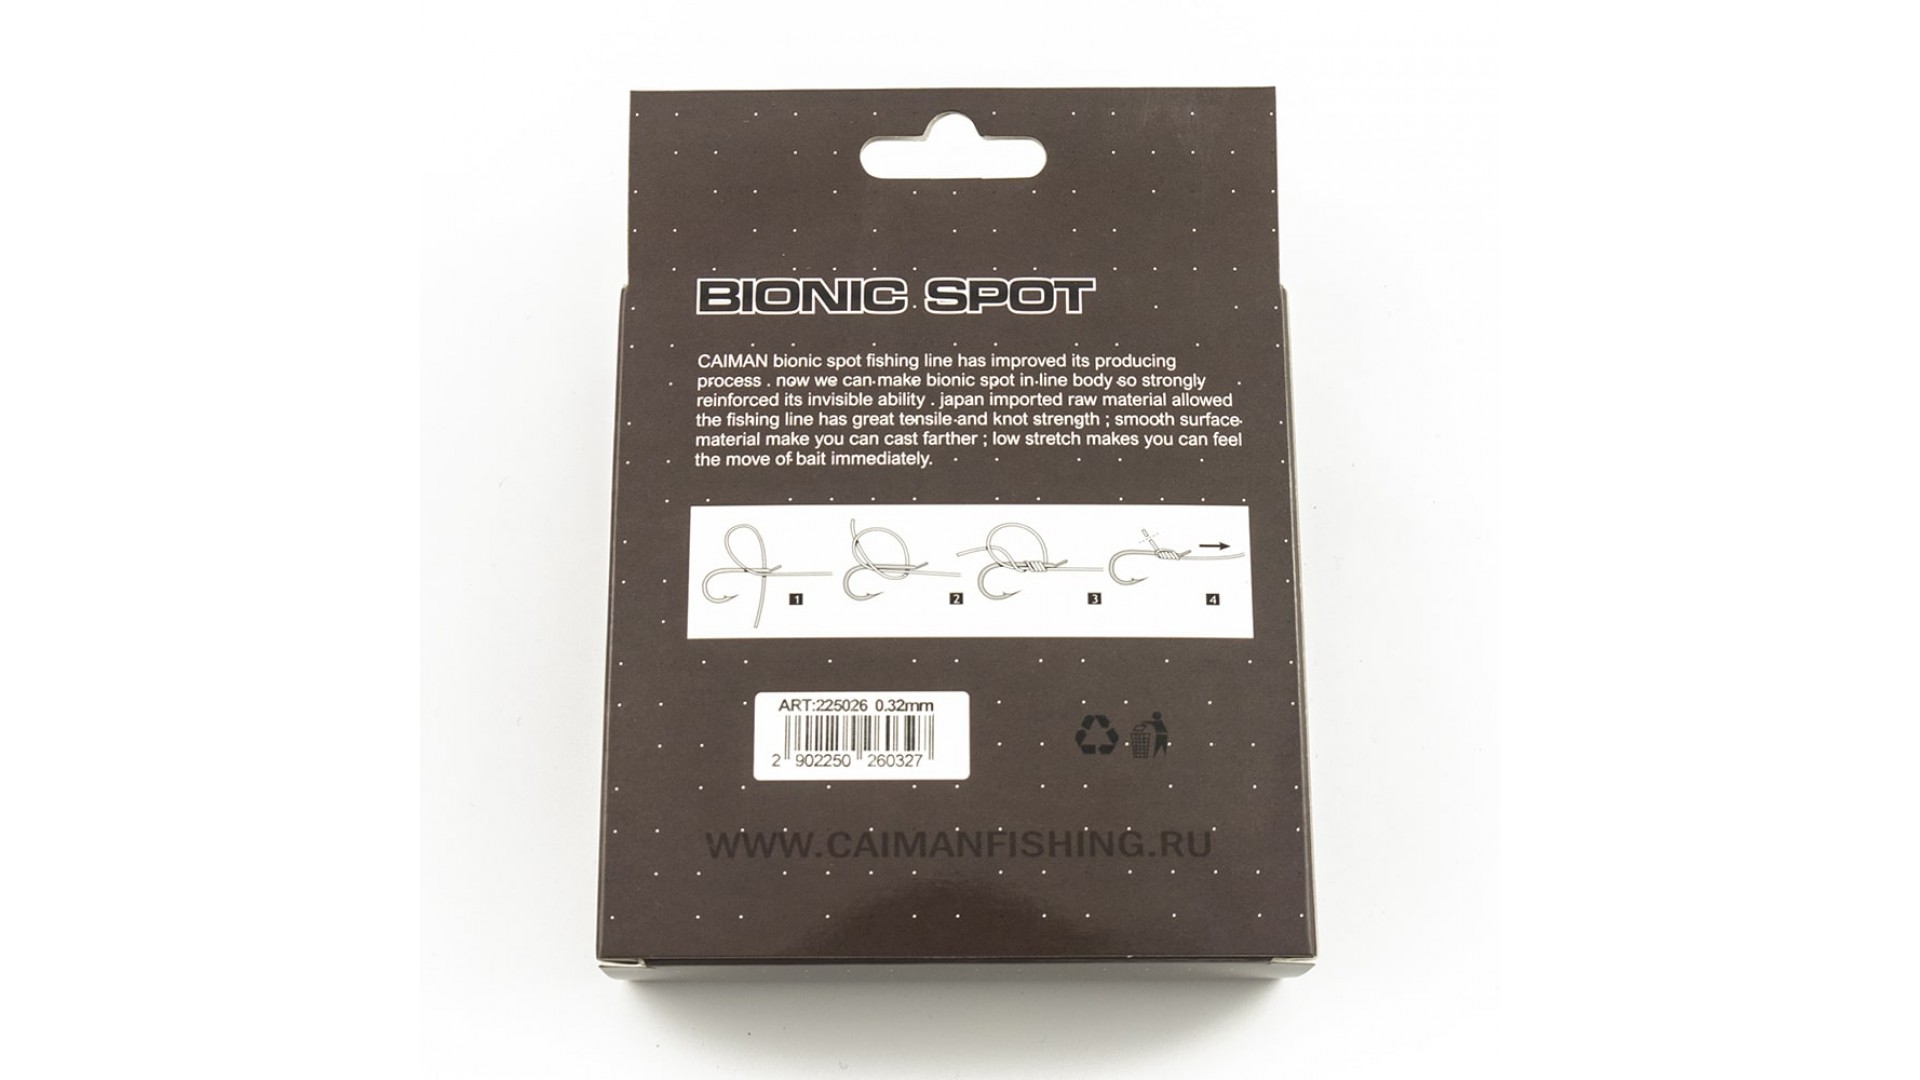 BIONIC SPOT
CAIMAN bionic spot fishing line has improved its producing
process . now we can make bionic spot in line body so strongly
reinforced its invisible ability . japan imported raw material allowed
the fishing line has great tensile and knot strength ; smooth surface
material make you can cast farther ; low stretch makes you can feel
the move of bait immediately.
1 2 3 4
ART:225026 0.32mm
2 902250 260327
WWW.CAIMANFISHING.RU